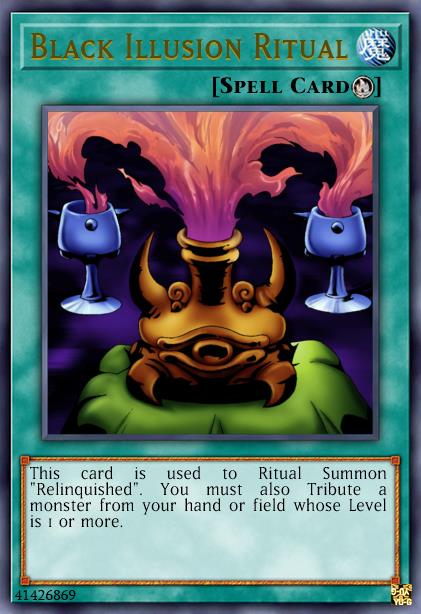 BLACK ILLUSION RITUAL 魔
[SPELL CARD]
This card is used to Ritual Summon
"Relinquished". You must also Tribute a
monster from your hand or field whose Level
is 1 or more.
41426869